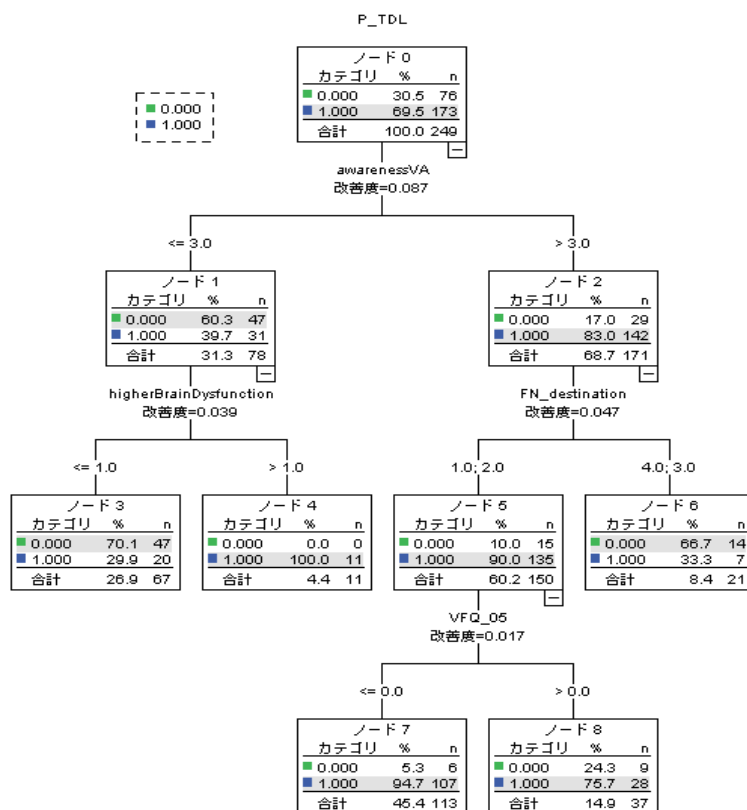 P_TDL
ノード 0
カテゴリ % n
0.000 30.5 76
1.000 69.5 173
合計 100.0 249
0.000
1.000
awarenessVA
改善度=0.087
<= 3.0
> 3.0
ノード 1
カテゴリ % n
0.000 60.3 47
1.000 39.7 31
合計 31.3 78
ノード 2
カテゴリ % n
0.000 17.0 29
1.000 83.0 142
合計 68.7 171
higherBrainDysfunction
改善度=0.039
FN_destination
改善度=0.047
<= 1.0
> 1.0
1.0; 2.0
4.0; 3.0
ノード 3
カテゴリ % n
0.000 70.1 47
1.000 29.9 20
合計 26.9 67
ノード 4
カテゴリ % n
0.000 0.0 0
1.000 100.0 11
合計 4.4 11
ノード 5
カテゴリ % n
0.000 10.0 15
1.000 90.0 135
合計 60.2 150
ノード 6
カテゴリ % n
0.000 66.7 14
1.000 33.3 7
合計 8.4 21
VFQ_05
改善度=0.017
<= 0.0
> 0.0
ノード 7
カテゴリ % n
0.000 5.3 6
1.000 94.7 107
合計 45.4 113
ノード 8
カテゴリ % n
0.000 24.3 9
1.000 75.7 28
合計 14.9 37